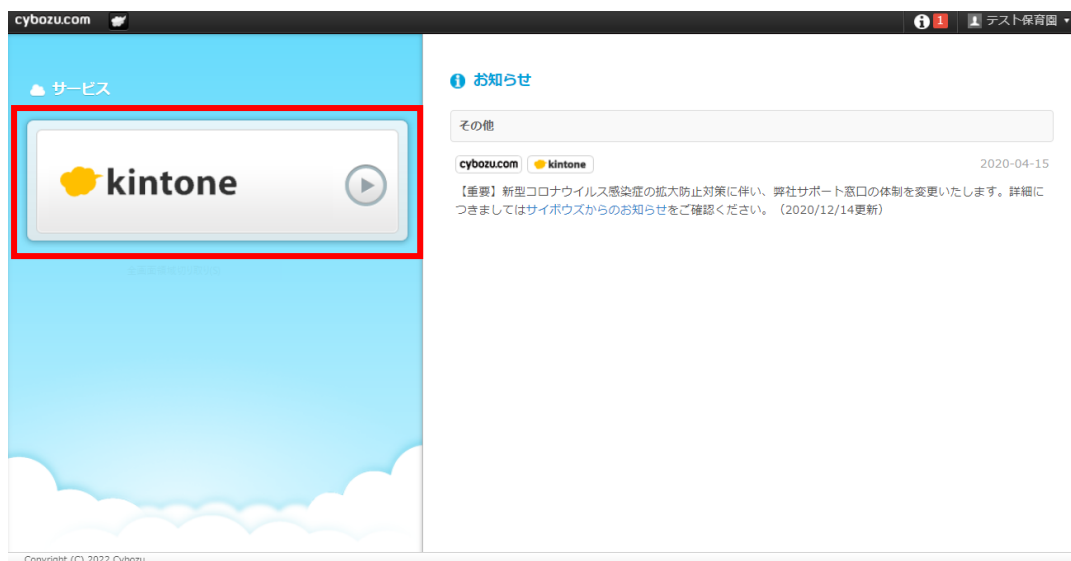 cybozu.com
1
テスト保育園
サービス
kintone
お知らせ
その他
cybozu.com kintone 2020-04-15
【重要】新型コロナウイルス感染症の拡大防止対策に伴い、弊社サポート窓口の体制を変更いたします。詳細に
つきましてはサイボウズからのお知らせをご確認ください。（2020/12/14更新）
Copyright (C) 2022 Cybozu